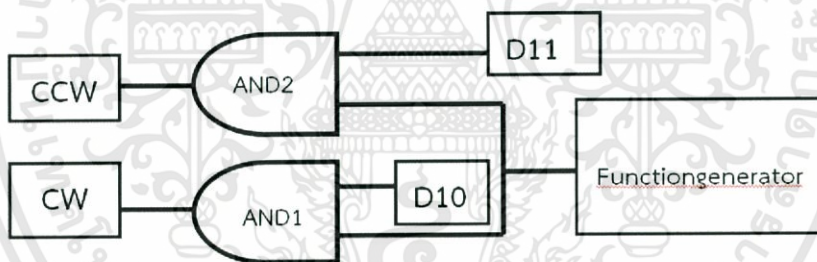 D11
CCW
AND2
Functiongenerator
CW
D10
AND1